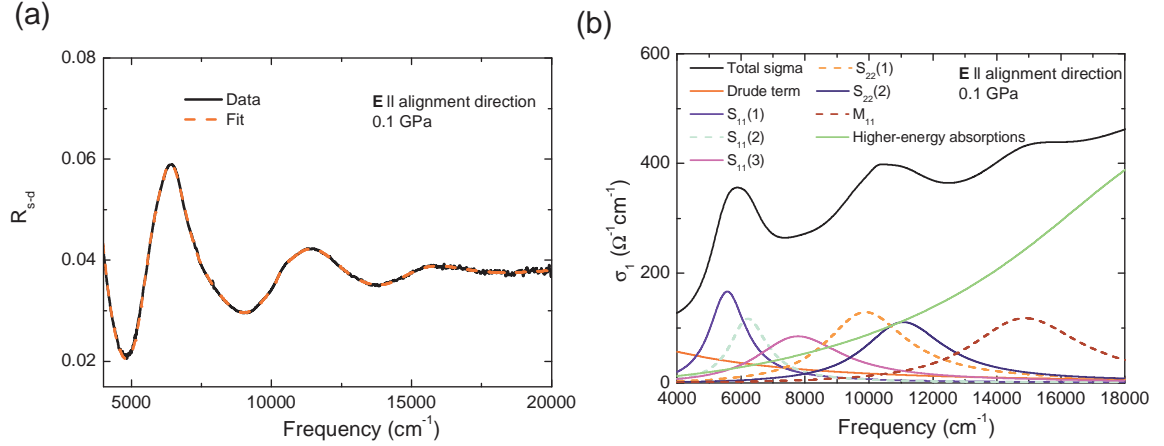 (a)
0.08
0.06
0.04
0.02
R_{s-d}
Data
Fit
E || alignment direction
0.1 GPa
5000 10000 15000 20000
Frequency (cm⁻¹)
(b)
600
400
200
0
σ₁ (Ω⁻¹cm⁻¹)
Total sigma
Drude term
S₁₁(1)
S₁₁(2)
S₁₁(3)
S₂₂(1)
S₂₂(2)
M₁₁
Higher-energy absorptions
E || alignment direction
0.1 GPa
4000 6000 8000 10000 12000 14000 16000 18000
Frequency (cm⁻¹)